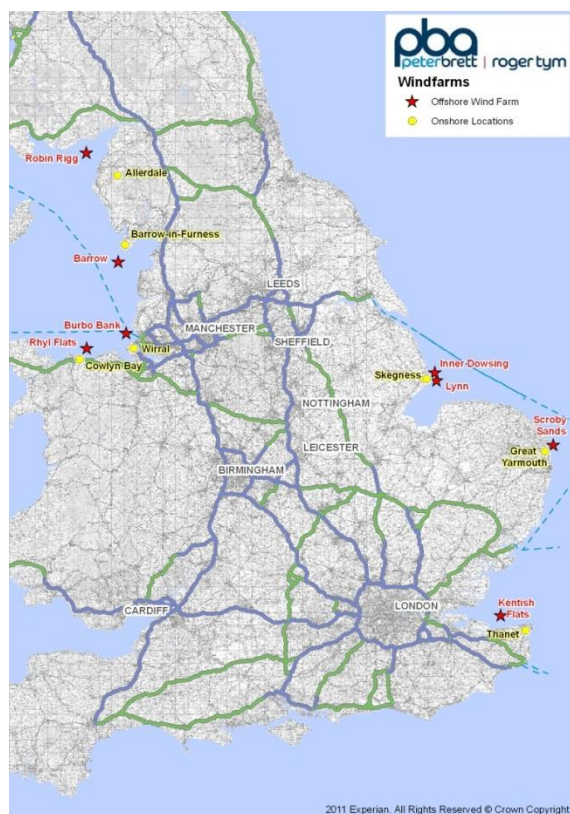 pba
peterbrett | roger tym
Windfarms
Offshore Wind Farm
Onshore Locations
Robin Rigg
Allerdale
Barrow-in-Furness
Barrow
LEEDS
Burbo Bank
MANCHESTER
Rhyl Flats
Wirral
SHEFFIELD
Cowlyn Bay
Inner Dowsing
Skegness
Lynn
NOTTINGHAM
Scroby
Sands
LEICESTER
Great
Yarmouth
BIRMINGHAM
CARDIFF
LONDON
Kentish
Flats
Thanet
2011 Experian. All Rights Reserved © Crown Copyright